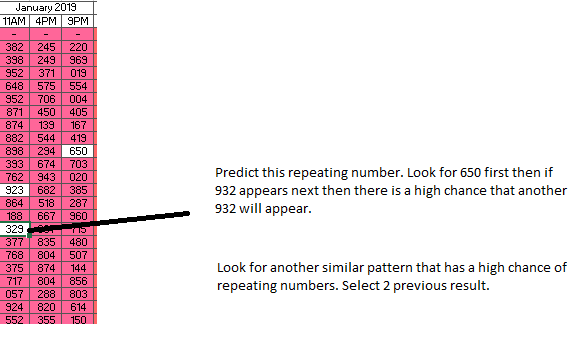 January 2019
11AM 4PM 9PM
- - -
382 245 220
398 249 969
952 371 019
648 575 554
952 706 004
871 450 405
874 139 167
882 544 419
898 294 650
393 674 703
762 943 020
923 682 385
864 518 287
188 667 960
329
377 835 480
768 804 507
375 874 144
717 804 856
057 288 803
924 820 614
552 355 150
Predict this repeating number. Look for 650 first then if
932 appears next then there is a high chance that another
932 will appear.
Look for another similar pattern that has a high chance of
repeating numbers. Select 2 previous result.